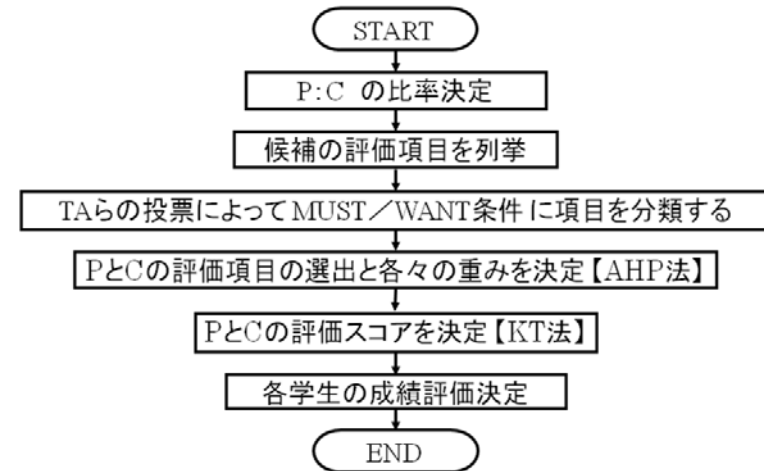 START
P:C の比率決定
候補の評価項目を列挙
TAらの投票によってMUST／WANT条件に項目を分類する
PとCの評価項目の選出と各々の重みを決定【AHP法】
PとCの評価スコアを決定【KT法】
各学生の成績評価決定
END